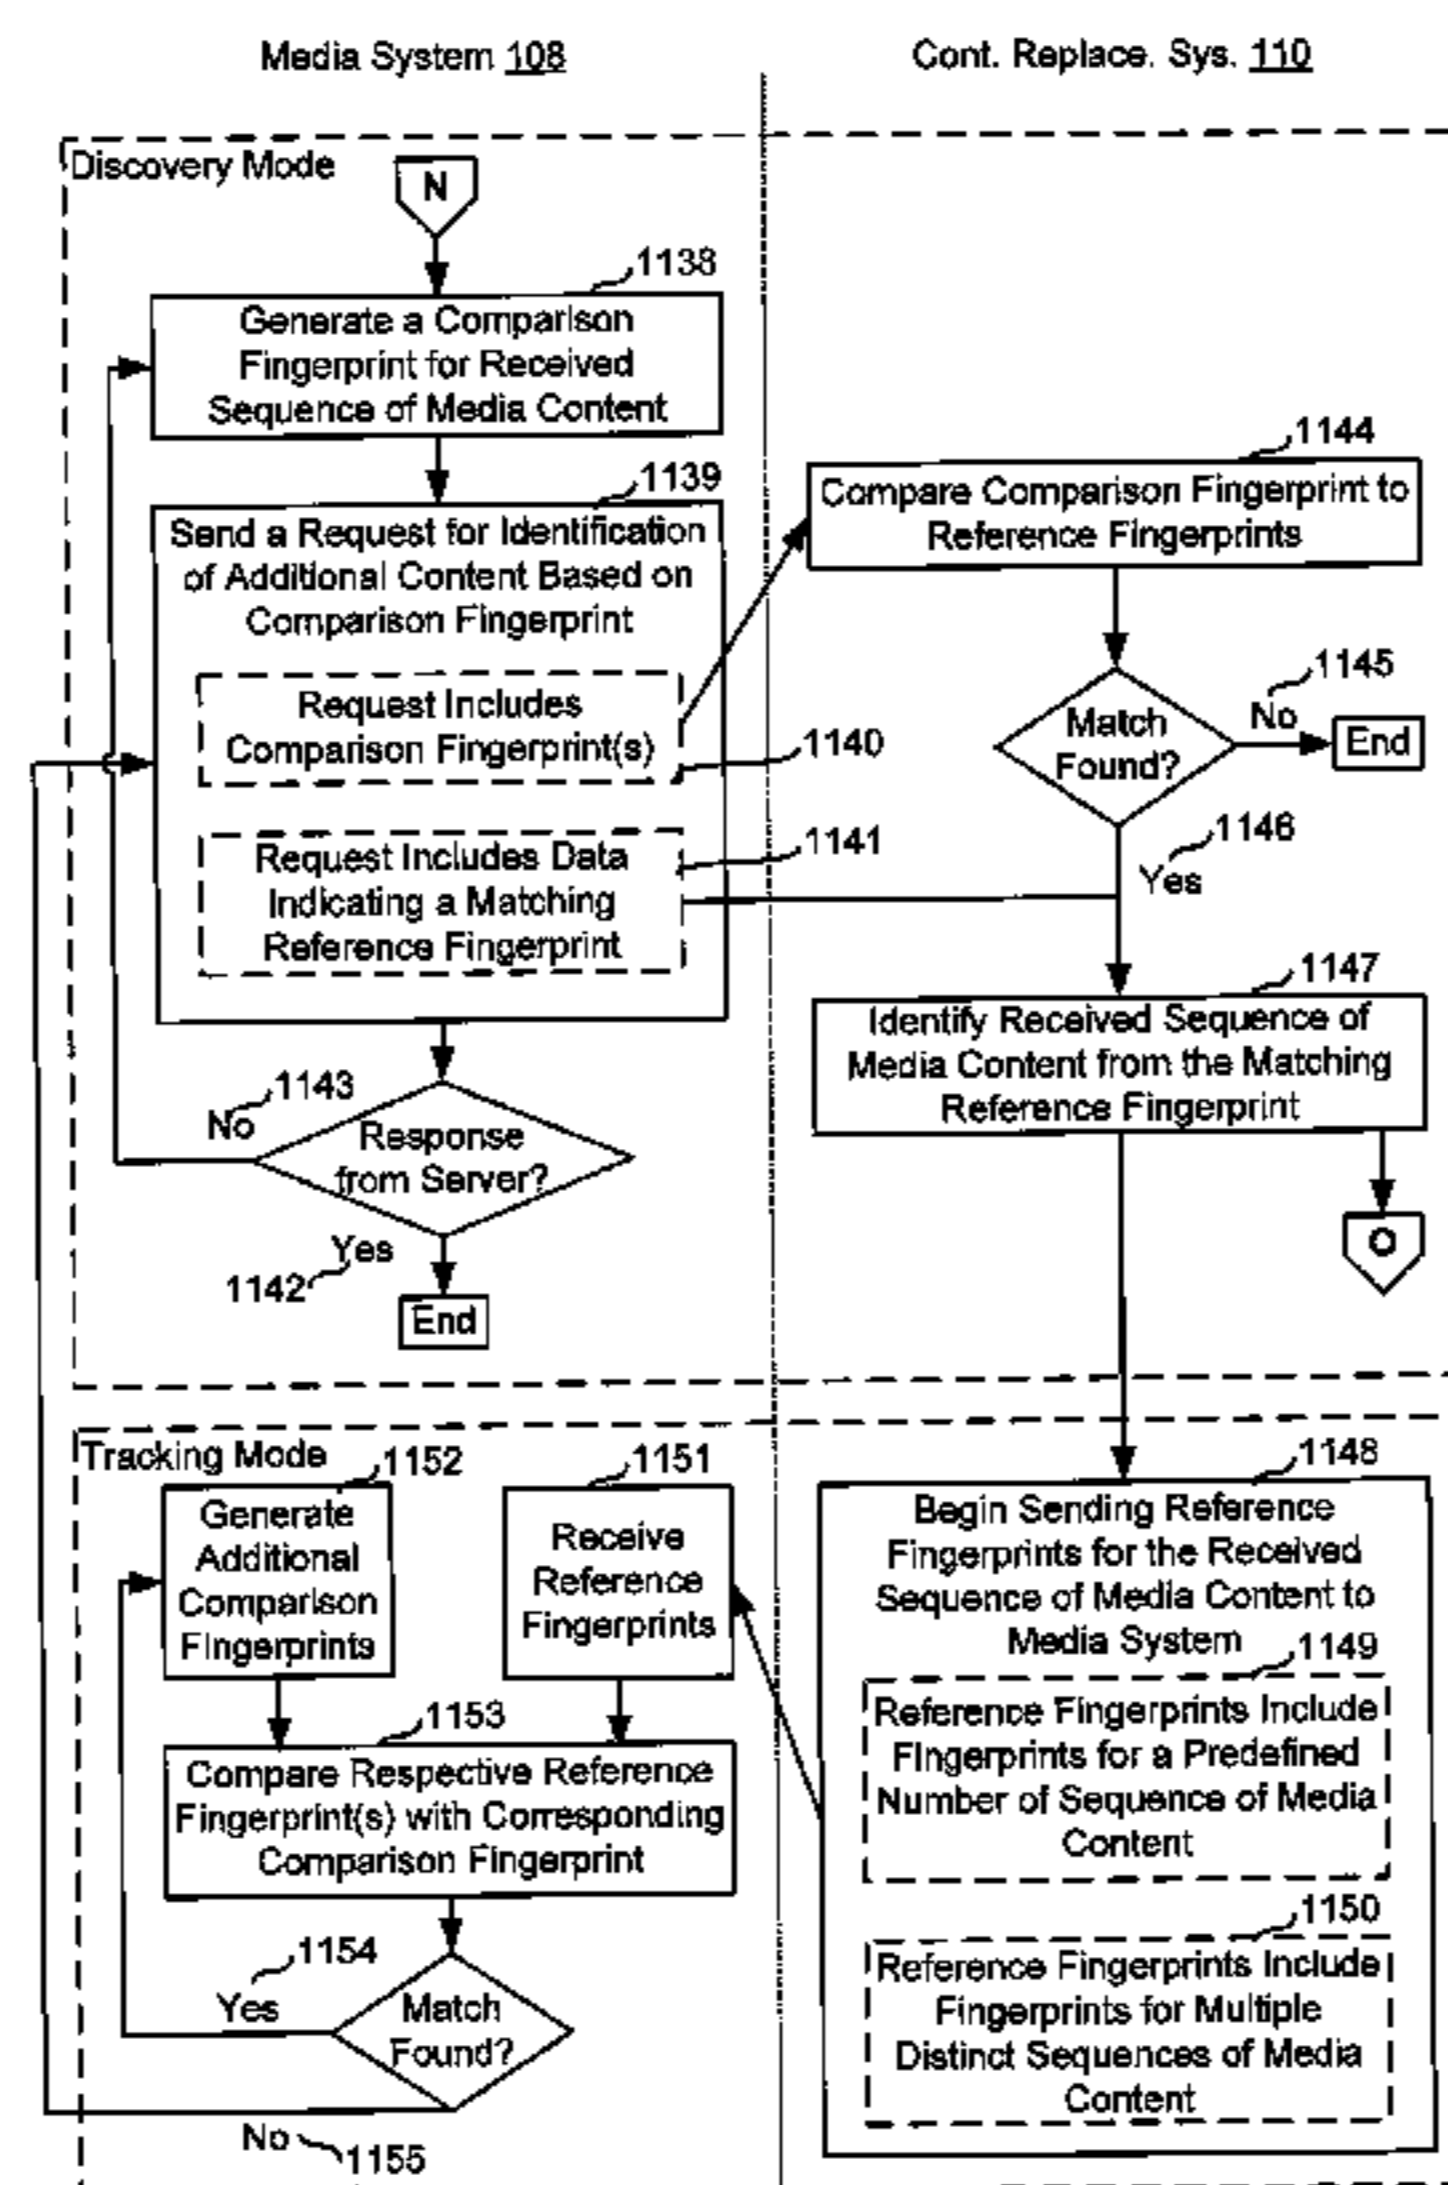 Media System 108
Cont. Replace. Sys. 110
Discovery Mode
N
1138
Generate a Comparison
Fingerprint for Received
Sequence of Media Content
1139
Send a Request for Identification
of Additional Content Based on
Comparison Fingerprint
Request Includes
Comparison Fingerprint(s)
1140
Request Includes Data
Indicating a Matching
Reference Fingerprint
1141
1143
No
Response
from Server?
Yes
1142
End
1144
Compare Comparison Fingerprint to
Reference Fingerprints
Match
Found?
1145
No
End
1146
Yes
1147
Identify Received Sequence of
Media Content from the Matching
Reference Fingerprint
O
Tracking Mode
1152
Generate
Additional
Comparison
Fingerprints
1151
Receive
Reference
Fingerprints
1153
Compare Respective Reference
Fingerprint(s) with Corresponding
Comparison Fingerprint
1154
Yes
Match
Found?
No
1155
1148
Begin Sending Reference
Fingerprints for the Received
Sequence of Media Content to
Media System
1149
Reference Fingerprints Include
Fingerprints for a Predefined
Number of Sequence of Media
Content
1150
Reference Fingerprints Include
Fingerprints for Multiple
Distinct Sequences of Media
Content